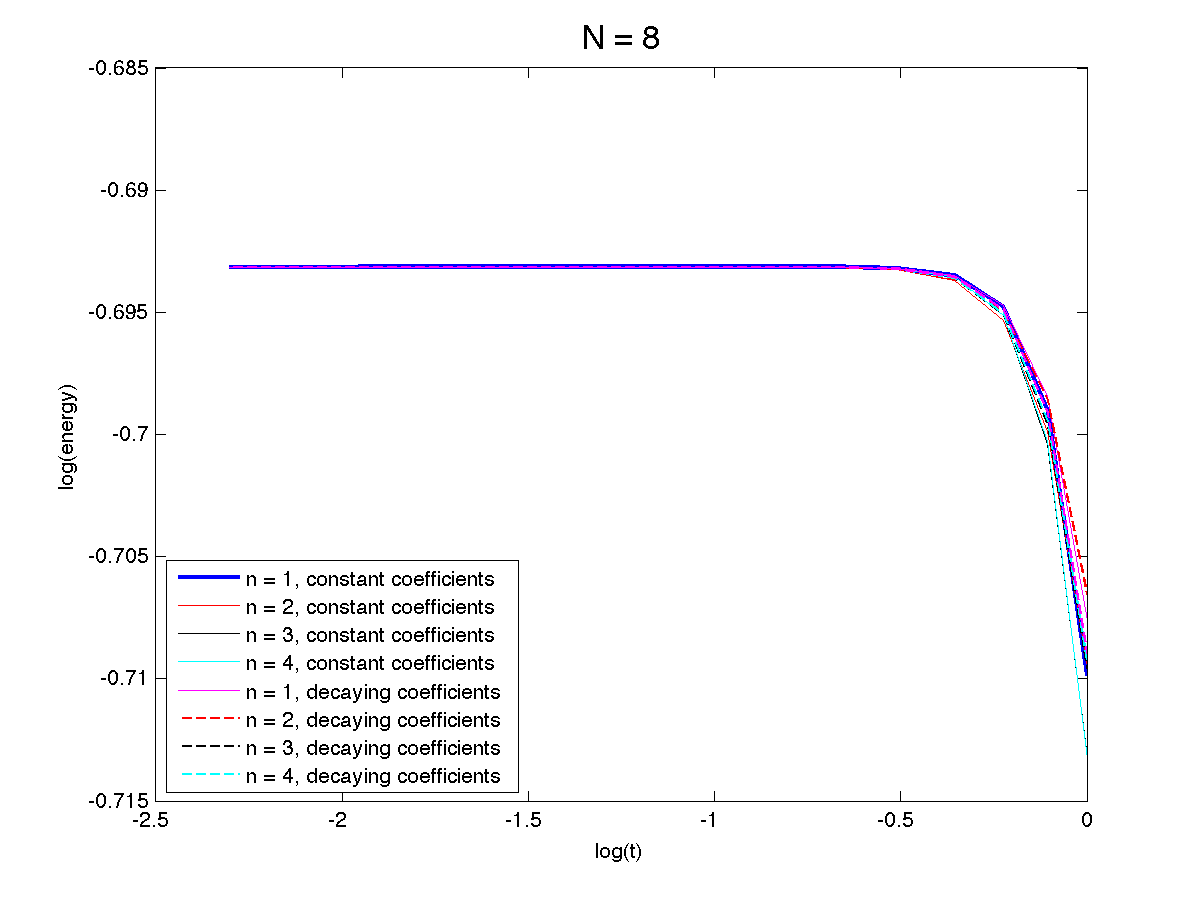 N = 8
-0.685
-0.69
-0.695
-0.7
-0.705
-0.71
-0.715
log(energy)
n = 1, constant coefficients
n = 2, constant coefficients
n = 3, constant coefficients
n = 4, constant coefficients
n = 1, decaying coefficients
n = 2, decaying coefficients
n = 3, decaying coefficients
n = 4, decaying coefficients
-2.5 -2 -1.5 -1 -0.5 0
log(t)